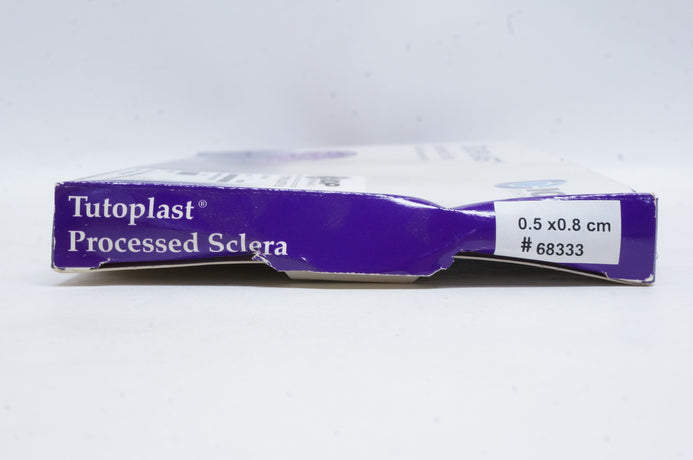 Tutoplast®
Processed Sclera
0.5 x0.8 cm
# 68333